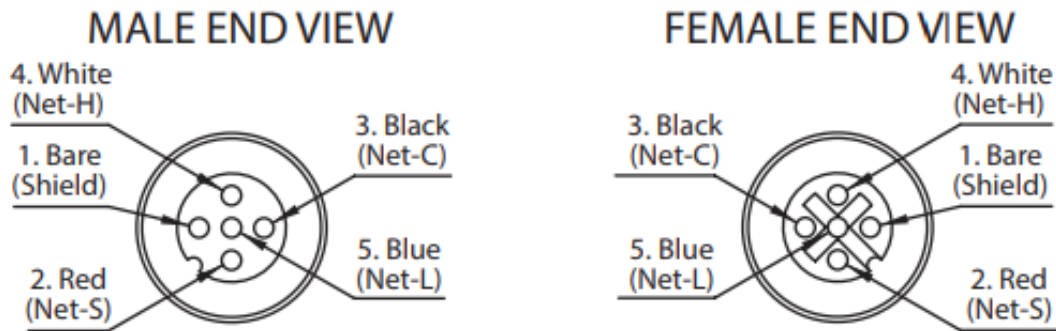 MALE END VIEW
4. White
(Net-H)
1. Bare
(Shield)
2. Red
(Net-S)
3. Black
(Net-C)
5. Blue
(Net-L)
FEMALE END VIEW
3. Black
(Net-C)
5. Blue
(Net-L)
4. White
(Net-H)
1. Bare
(Shield)
2. Red
(Net-S)